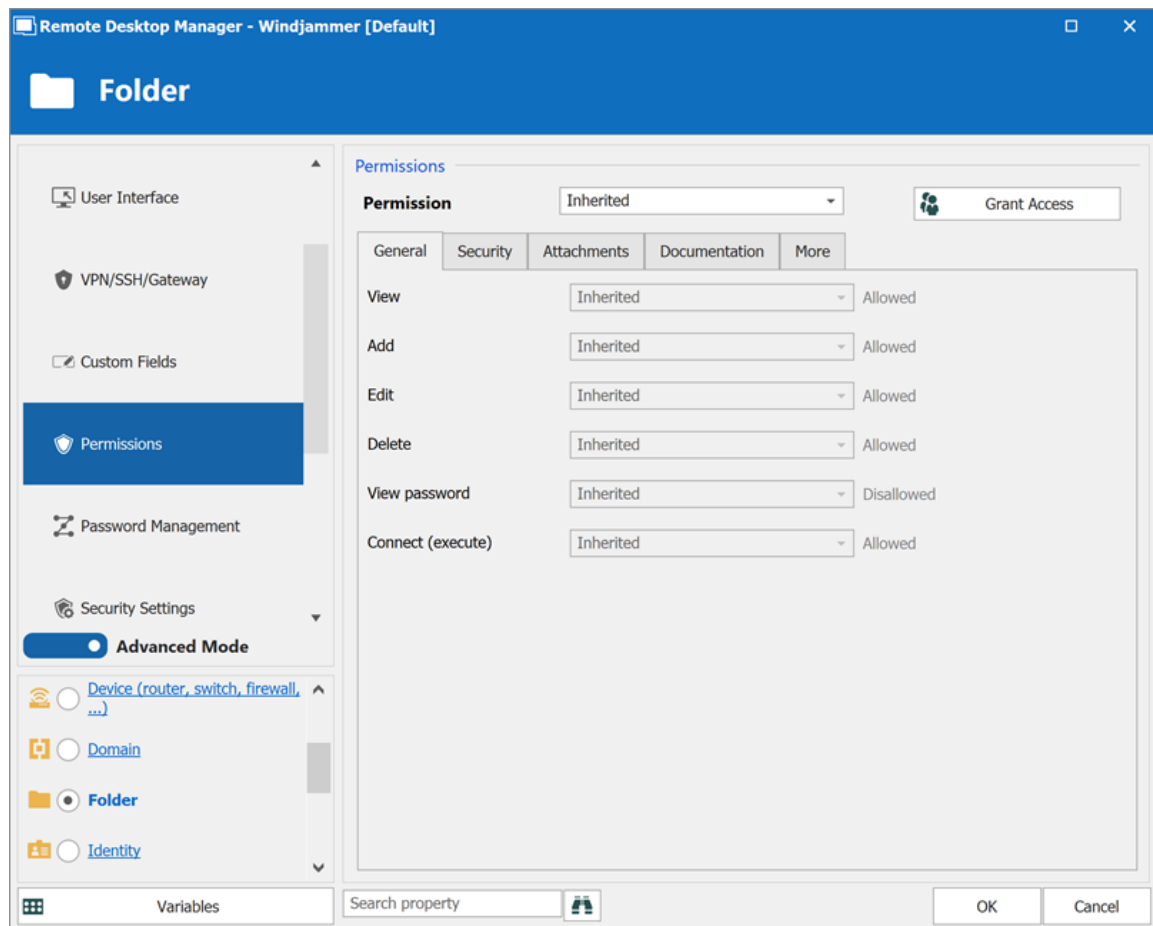 Remote Desktop Manager - Windjammer [Default]
Folder
User Interface
VPN/SSH/Gateway
Custom Fields
Permissions
Password Management
Security Settings
Advanced Mode
Device (router, switch, firewall,
...)
Domain
Folder
Identity
Variables
Permissions
Permission Inherited Grant Access
General Security Attachments Documentation More
View Inherited Allowed
Add Inherited Allowed
Edit Inherited Allowed
Delete Inherited Allowed
View password Inherited Disallowed
Connect (execute) Inherited Allowed
Search property OK Cancel